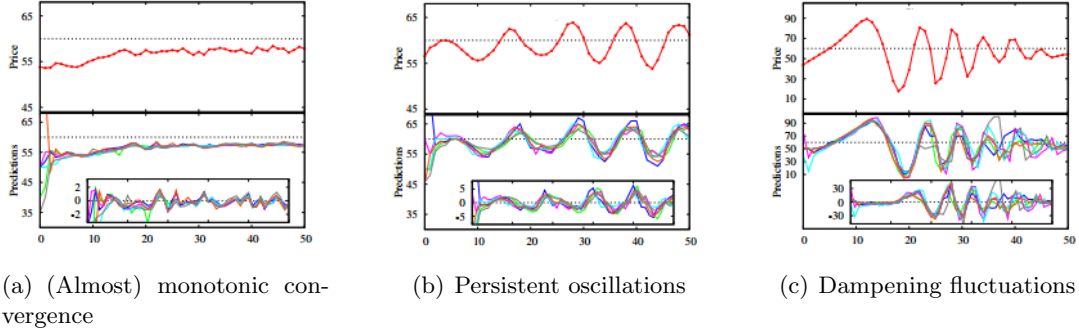 65
55
45
Price
65
55
45
35
Predictions
2
0
-2
0 10 20 30 40 50
65
55
45
Price
65
55
45
35
Predictions
5
0
-5
0 10 20 30 40 50
90
70
50
30
10
Price
90
70
50
30
10
Predictions
30
0
-30
0 10 20 30 40 50
(a) (Almost) monotonic con-
vergence
(b) Persistent oscillations
(c) Dampening fluctuations